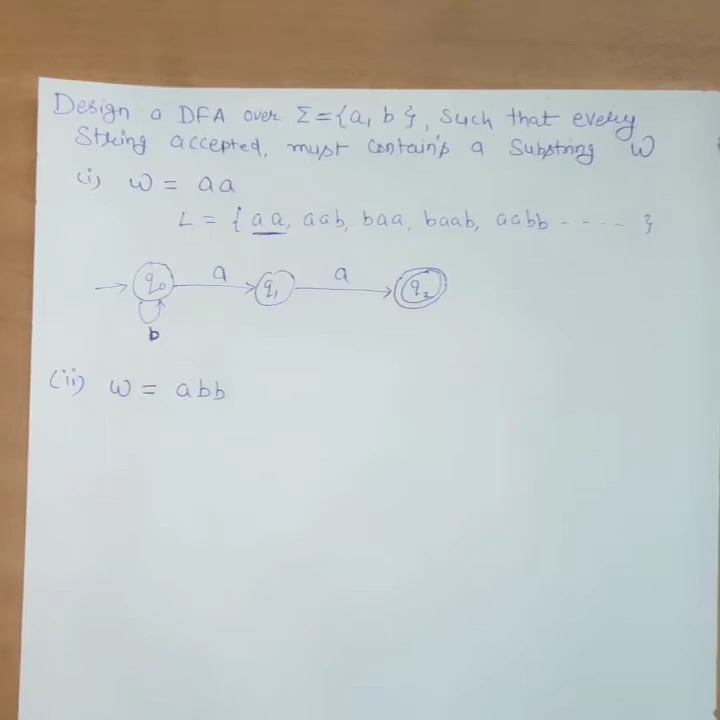 Design a DFA over Σ={a, b}, such that every
String accepted, must contain's a Substring w
(i) w = aa
L = { aa, aab, baa, baab, aabb ----- }
q₀ a q₁ a q₂
b
(ii) w = abb